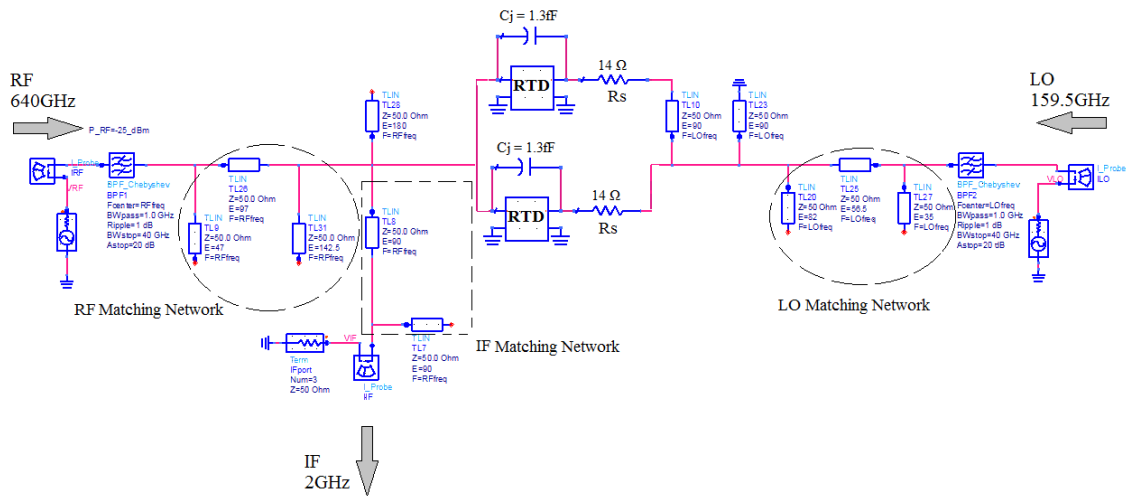 Cj = 1.3fF
RTD
14 Ω
Rs
RF
640GHz
P_RF=-25_dBm
LO
159.5GHz
TLIN
TL28
Z=50.0 Ohm
E=180
F=RFfreq
TLIN
TL10
Z=50 Ohm
E=90
F=LOfreq
TLIN
TL23
Z=50 Ohm
E=90
F=LOfreq
I_Probe
IRF
VRF
BPF_Chebyshev
BPF1
Fcenter=RFfreq
BWpass=1.0 GHz
Ripple=1 dB
BWstop=40 GHz
Astop=20 dB
TLIN
TL26
Z=50.0 Ohm
E=97
F=RFfreq
TLIN
TL9
Z=50.0 Ohm
E=47
F=RFfreq
TLIN
TL31
Z=50.0 Ohm
E=142.5
F=RFfreq
RF Matching Network
TLIN
TL8
Z=50.0 Ohm
E=90
F=RFfreq
Cj = 1.3fF
RTD
14 Ω
Rs
TLIN
TL20
Z=50 Ohm
E=82
F=LOfreq
TLIN
TL25
Z=50 Ohm
E=56.5
F=LOfreq
TLIN
TL27
Z=50 Ohm
E=35
F=LOfreq
BPF_Chebyshev
BPF2
Fcenter=LOfreq
BWpass=1.0 GHz
Ripple=1 dB
BWstop=40 GHz
Astop=20 dB
VLO
I_Probe
ILO
LO Matching Network
VIF
Term
IFport
Num=3
Z=50 Ohm
I_Probe
TLIN
TL7
Z=50.0 Ohm
E=90
F=RFfreq
IF Matching Network
IF
2GHz